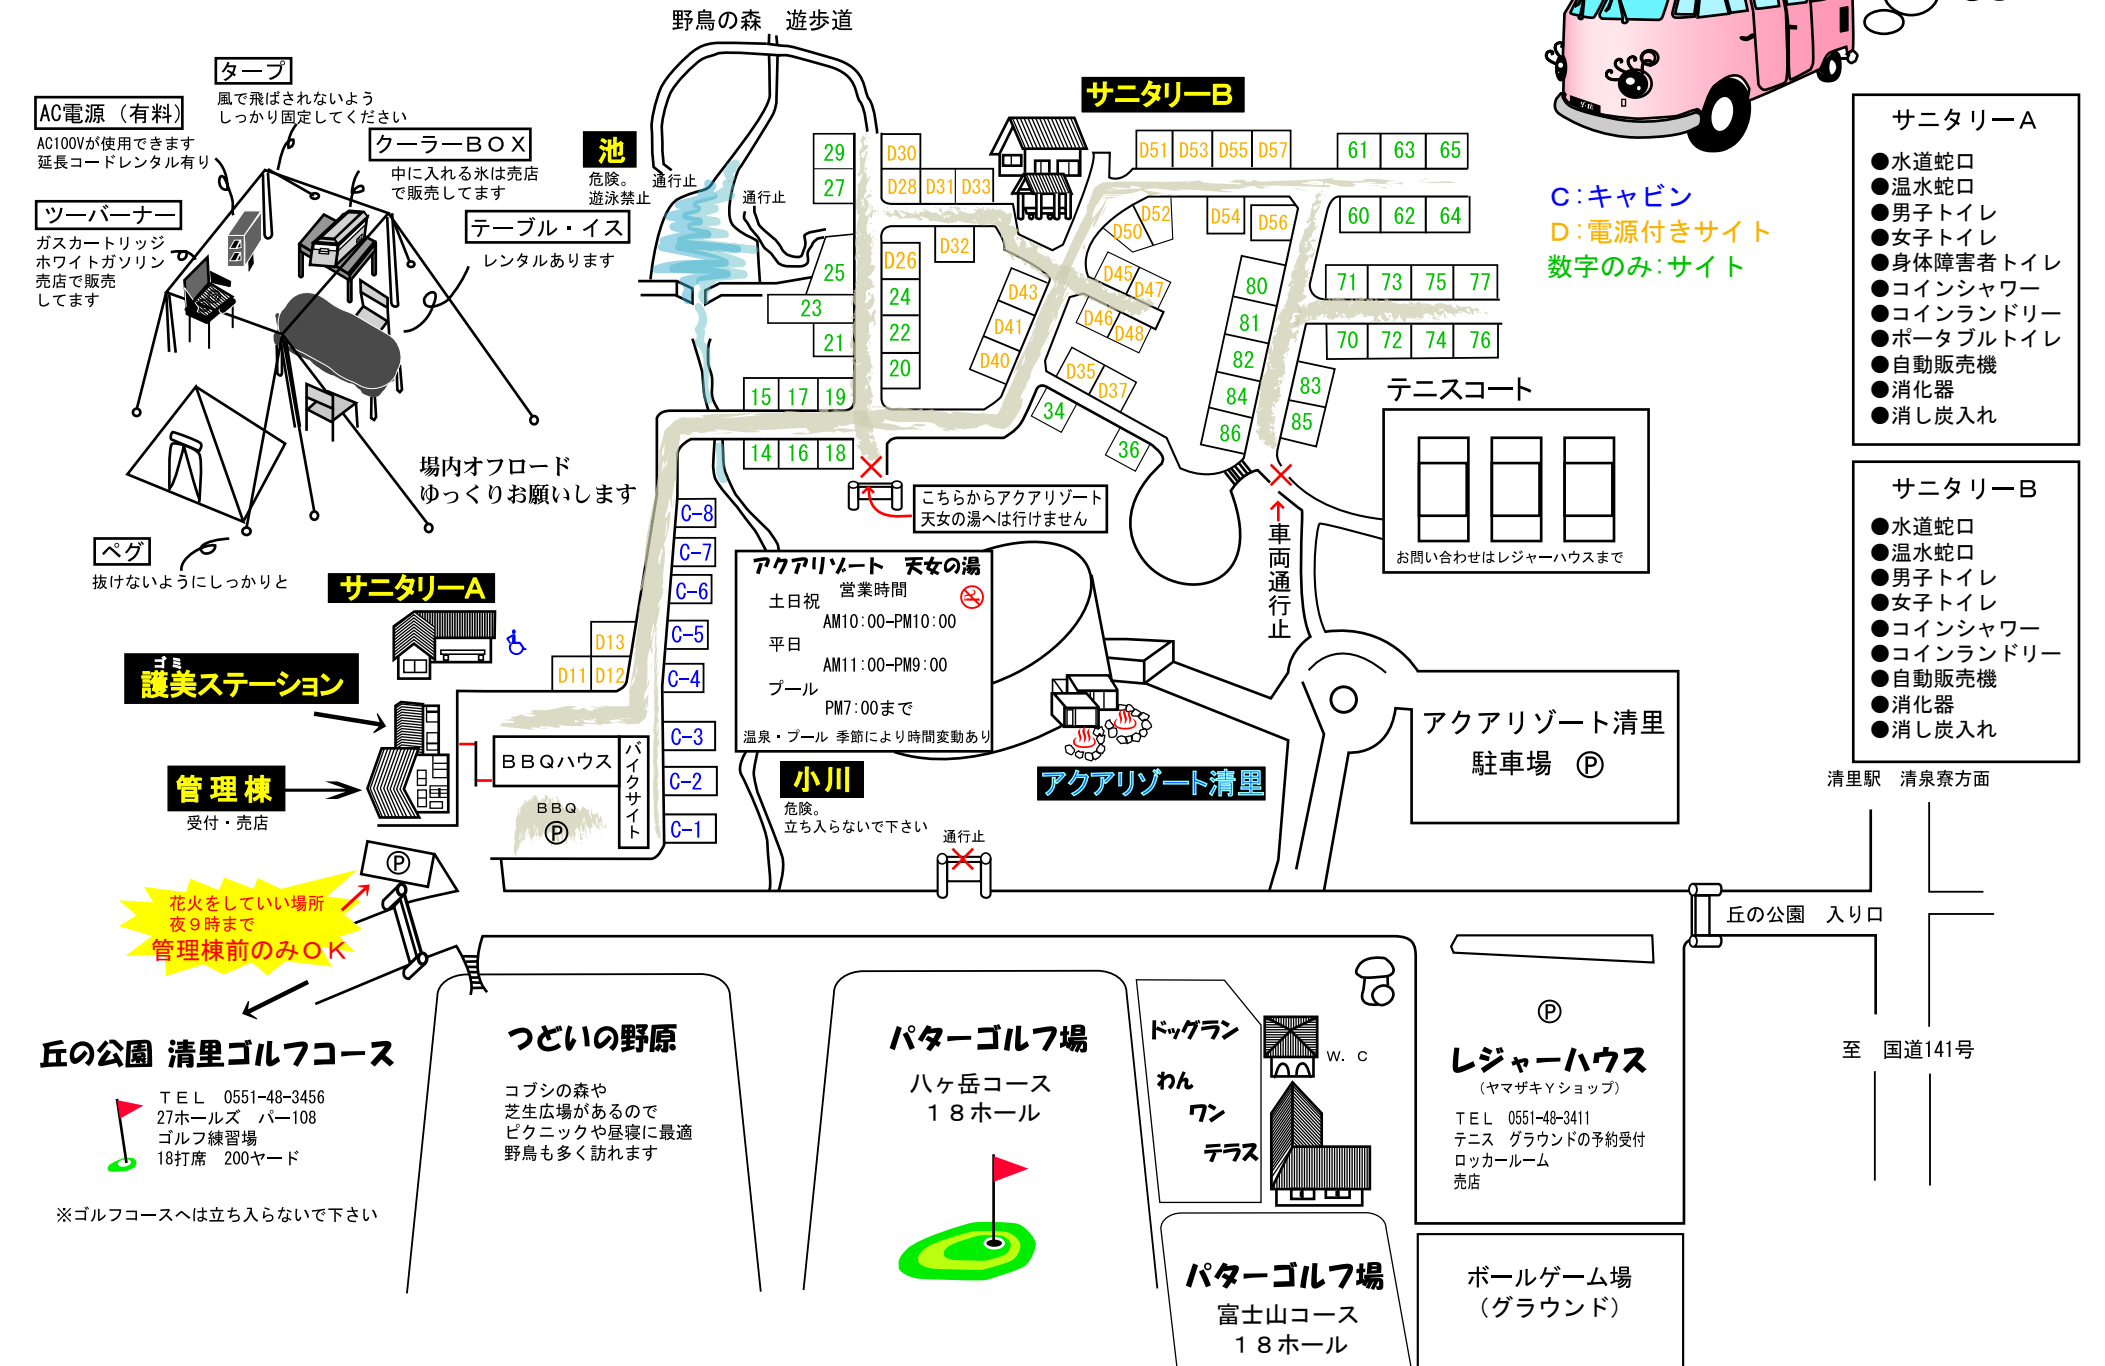 野鳥の森　遊歩道
タープ
風で飛ばされないよう
しっかり固定してください
AC電源（有料）
AC100Vが使用できます
延長コードレンタル有り
クーラーＢＯＸ
中に入れる氷は売店
で販売してます
ツーバーナー
ガスカートリッジ
ホワイトガソリン
売店で販売
してます
テーブル・イス
レンタルあります
ペグ
抜けないようにしっかりと
場内オフロード
ゆっくりお願いします
池
危険。
遊泳禁止
通行止
通行止
サニタリーＢ
29
27
25
23
21
D30
D28
D31
D33
D32
D26
24
22
20
15
17
19
14
16
18
D51
D53
D55
D57
61
63
65
D50
D52
D54
D56
60
62
64
D43
D41
D40
D45
D47
D46
D48
D35
D37
34
36
80
81
82
84
86
71
73
75
77
70
72
74
76
83
85
C：キャビン
D：電源付きサイト
数字のみ：サイト
サニターリーＡ
●水道蛇口
●温水蛇口
●男子トイレ
●女子トイレ
●身体障害者トイレ
●コインシャワー
●コインランドリー
●ポータブルトイレ
●自動販売機
●消化器
●消し炭入れ
サニタリーＢ
●水道蛇口
●温水蛇口
●男子トイレ
●女子トイレ
●コインシャワー
●コインランドリー
●自動販売機
●消化器
●消し炭入れ
テニスコート
お問い合わせはレジャーハウスまで
こちらからアクアリゾート
天女の湯へは行けません
車両通行止
C-8
C-7
C-6
C-5
C-4
C-3
C-2
C-1
D13
D11
D12
サニタリーA
ゴミ
護美ステーション
管理棟
受付・売店
ＢＢＱハウス
バイクサイト
ＢＢＱ
Ⓟ
アクアリゾート　天女の湯
営業時間
土日祝
AM10:00-PM10:00
平日
AM11:00-PM9:00
プール
PM7:00まで
温泉・プール 季節により時間変動あり
小川
危険。
立ち入らないで下さい
通行止
アクアリゾート清里
アクアリゾート清里
駐車場　Ⓟ
清里駅　清泉寮方面
丘の公園　入り口
至　国道141号
Ⓟ
花火をしていい場所
夜９時まで
管理棟前のみＯＫ
丘の公園 清里ゴルフコース
ＴＥＬ　0551-48-3456
27ホールズ　パー108
ゴルフ練習場
18打席　200ヤード
※ゴルフコースへは立ち入らないで下さい
つどいの野原
コブシの森や
芝生広場があるので
ピクニックや昼寝に最適
野鳥も多く訪れます
パターゴルフ場
八ヶ岳コース
１８ホール
ドッグラン
わん
ワン
テラス
Ｗ．Ｃ
パターゴルフ場
富士山コース
１８ホール
Ⓟ
レジャーハウス
（ヤマザキＹショップ）
ＴＥＬ　0551-48-3411
テニス　グラウンドの予約受付
ロッカールーム
売店
ボールゲーム場
（グラウンド）